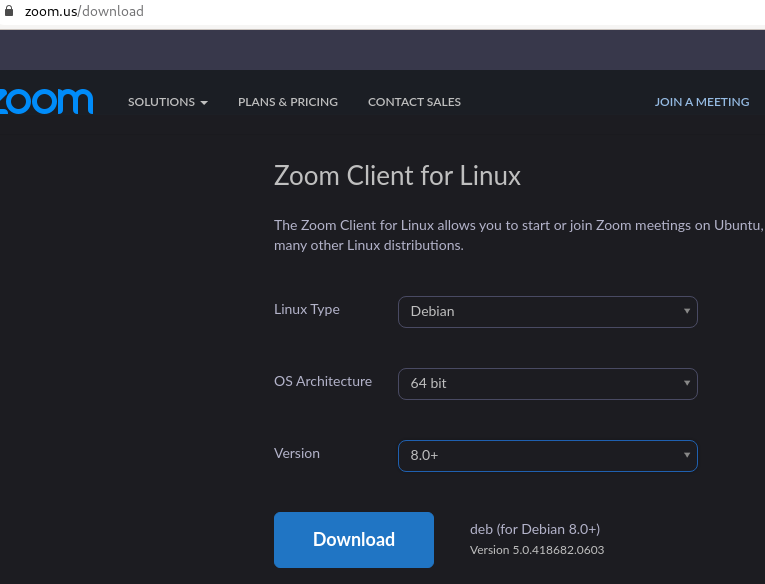 zoom.us/download
zoom SOLUTIONS PLANS & PRICING CONTACT SALES JOIN A MEETING
Zoom Client for Linux
The Zoom Client for Linux allows you to start or join Zoom meetings on Ubuntu,
many other Linux distributions.
Linux Type Debian
OS Architecture 64 bit
Version 8.0+
Download deb (for Debian 8.0+)
Version 5.0.418682.0603